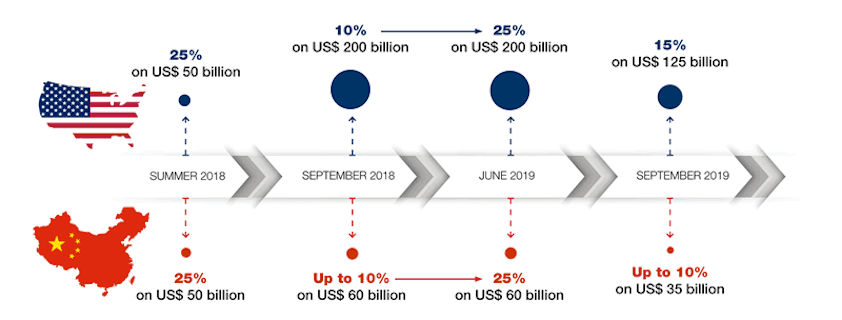 25%
on US$ 50 billion
10%
on US$ 200 billion
25%
on US$ 200 billion
15%
on US$ 125 billion
SUMMER 2018
SEPTEMBER 2018
JUNE 2019
SEPTEMBER 2019
25%
on US$ 50 billion
Up to 10%
on US$ 60 billion
25%
on US$ 60 billion
Up to 10%
on US$ 35 billion